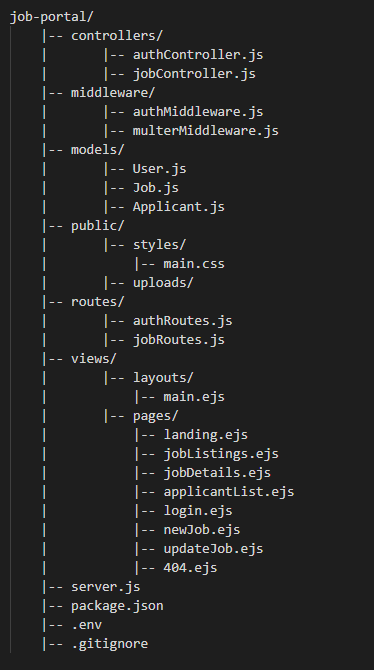 job-portal/
|-- controllers/
| |-- authController.js
| |-- jobController.js
|-- middleware/
| |-- authMiddleware.js
| |-- multerMiddleware.js
|-- models/
| |-- User.js
| |-- Job.js
| |-- Applicant.js
|-- public/
| |-- styles/
| |-- main.css
| |-- uploads/
|-- routes/
| |-- authRoutes.js
| |-- jobRoutes.js
|-- views/
| |-- layouts/
| |-- main.ejs
| |-- pages/
| |-- landing.ejs
| |-- jobListings.ejs
| |-- jobDetails.ejs
| |-- applicantList.ejs
| |-- login.ejs
| |-- newJob.ejs
| |-- updateJob.ejs
| |-- 404.ejs
|-- server.js
|-- package.json
|-- .env
|-- .gitignore